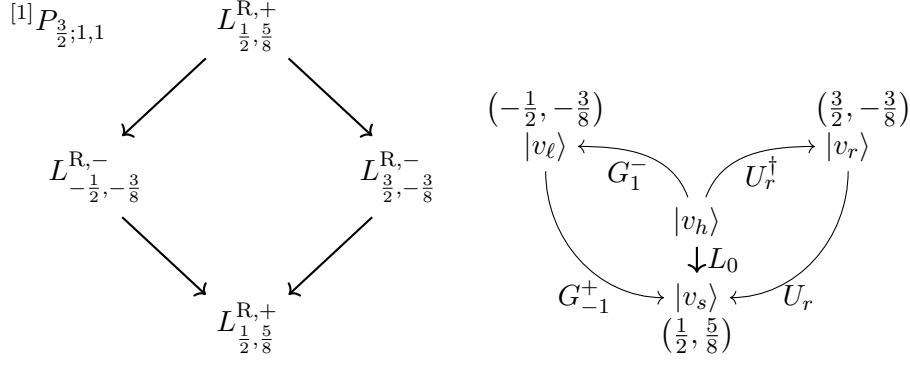 [1]P_{3/2;1,1}
L^{R,+}_{1/2,5/8}
L^{R,-}_{-1/2,-3/8}
L^{R,-}_{3/2,-3/8}
L^{R,+}_{1/2,5/8}
(-1/2, -3/8)
(3/2, -3/8)
|v_ℓ⟩
|v_r⟩
G^-_1
U_r^†
|v_h⟩
L_0
G^+_{-1}
|v_s⟩
U_r
(1/2, 5/8)